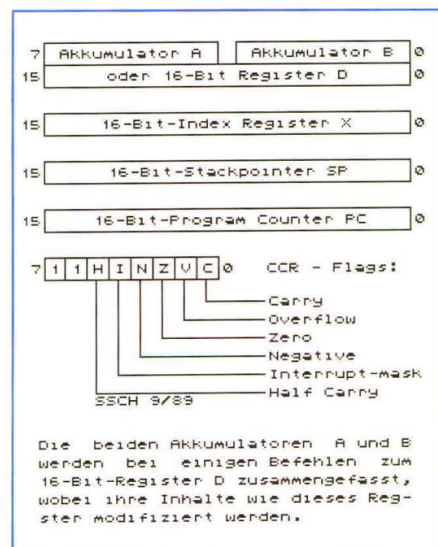 7 Akkumulator A Akkumulator B 0
15 oder 16-Bit Register D 0
15 16-Bit-Index Register X 0
15 16-Bit-Stackpointer SP 0
15 16-Bit-Program Counter PC 0
7 1 1 H I N Z V C 0 CCR - Flags:
Carry
Overflow
Zero
Negative
Interrupt-mask
Half Carry
SSCH 9/89
Die beiden Akkumulatoren A und B
werden bei einigen Befehlen zum
16-Bit-Register D zusammengefasst,
wobei ihre Inhalte wie dieses Reg-
ster modifiziert werden.